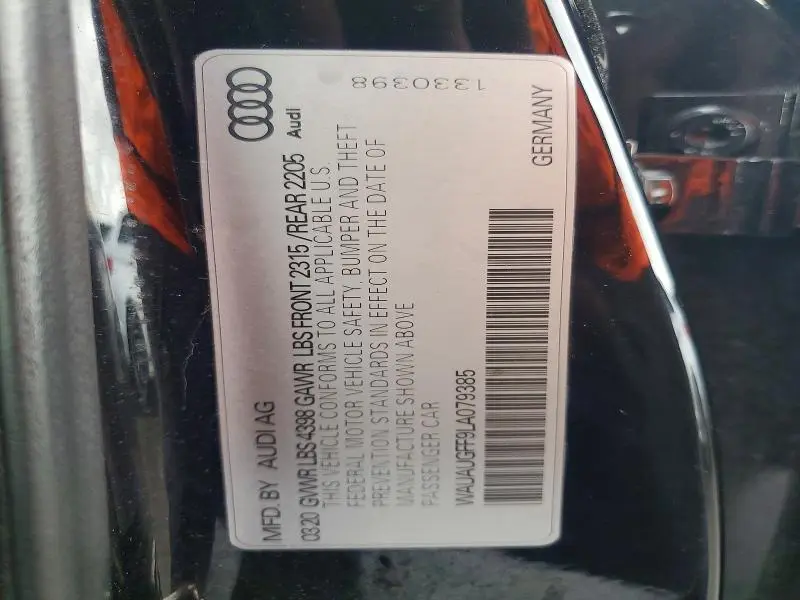 MFD. BY AUDI AG
Audi
0320 GVWR LBS 4398 GAWR LBS FRONT 2315 /REAR 2205
THIS VEHICLE CONFORMS TO ALL APPLICABLE U.S.
FEDERAL MOTOR VEHICLE SAFETY, BUMPER AND THEFT
PREVENTION STANDARDS IN EFFECT ON THE DATE OF
MANUFACTURE SHOWN ABOVE
PASSENGER CAR
WAUAUGFF9LA079385
GERMANY
1330398